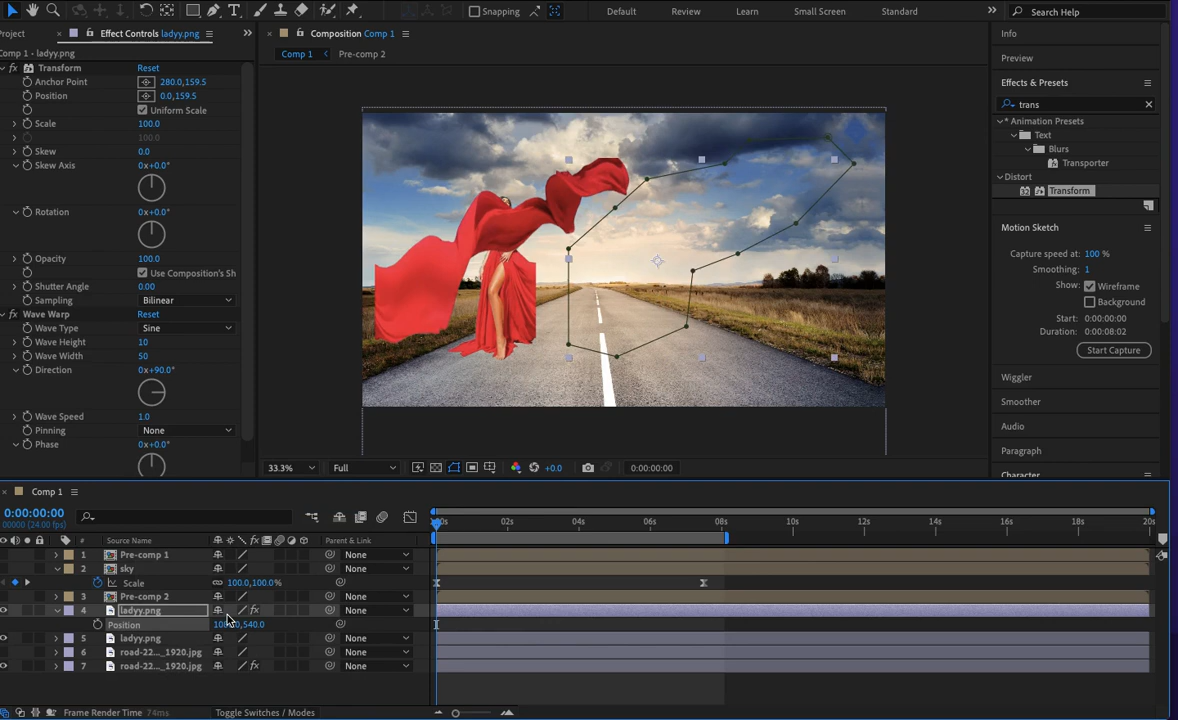 Snapping
Default
Review
Learn
Small Screen
Standard
Search Help
Project
Effect Controls ladyy.png
Comp 1 · ladyy.png
fx Transform Reset
Anchor Point 280.0,159.5
Position 0.0,159.5
Uniform Scale
Scale 100.0
100.0
Skew 0.0
Skew Axis 0x+0.0°
Rotation 0x+0.0°
Opacity 100.0
Use Composition's Sh
Shutter Angle 0.00
Sampling Bilinear
fx Wave Warp Reset
Wave Type Sine
Wave Height 10
Wave Width 50
Direction 0x+90.0°
Wave Speed 1.0
Pinning None
Phase 0x+0.0°
Composition Comp 1
Comp 1
Pre-comp 2
33.3%
Full
+0.0
0:00:00:00
Info
Preview
Effects & Presets
trans
* Animation Presets
Text
Blurs
Transporter
Distort
Transform
Motion Sketch
Capture speed at: 100 %
Smoothing: 1
Show: Wireframe
Background
Start: 0:00:00:00
Duration: 0:00:08:02
Start Capture
Wiggler
Smoother
Audio
Paragraph
Character
Comp 1
0:00:00:00
00000 (24.00 fps)
02s 04s 06s 08s 10s 12s 14s 16s 18s 20s
# Source Name fx Parent & Link
1 Pre-comp 1 None
2 sky None
Scale 100.0,100.0%
3 Pre-comp 2 None
4 ladyy.png fx None
Position
5 ladyy.png None
6 road-22..._1920.jpg None
7 road-22..._1920.jpg fx None
Frame Render Time 74ms
Toggle Switches / Modes